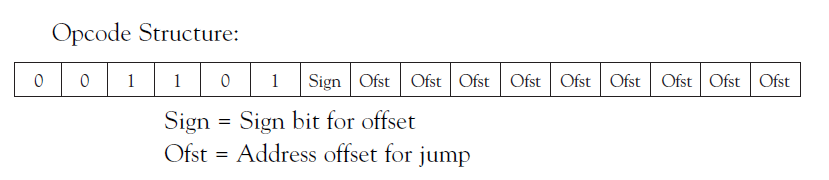 Opcode Structure:
0 0 1 1 0 1 Sign Ofst Ofst Ofst Ofst Ofst Ofst Ofst Ofst Ofst
Sign = Sign bit for offset
Ofst = Address offset for jump